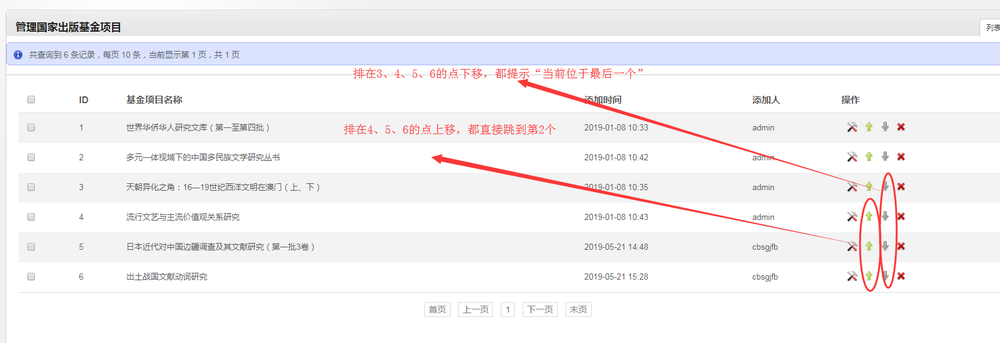 管理国家出版基金项目
列表
共查询到 6 条记录，每页 10 条，当前显示第 1 页，共 1 页
排在3、4、5、6的点下移，都提示“当前位于最后一个”
ID 基金项目名称 添加时间 添加人 操作
1 世界华侨华人研究文库（第一至第四批） 2019-01-08 10:33 admin
排在4、5、6的点上移，都直接跳到第2个
2 多元一体视域下的中国多民族文学研究丛书 2019-01-08 10:42 admin
3 天朝异化之角：16—19世纪西洋文明在澳门（上、下） 2019-01-08 10:35 admin
4 流行文艺与主流价值观关系研究 2019-01-08 10:43 admin
5 日本近代对中国边疆调查及其文献研究（第一批3卷） 2019-05-21 14:48 cbsgjfb
6 出土战国文献动词研究 2019-05-21 15:28 cbsgjfb
首页 上一页 1 下一页 末页